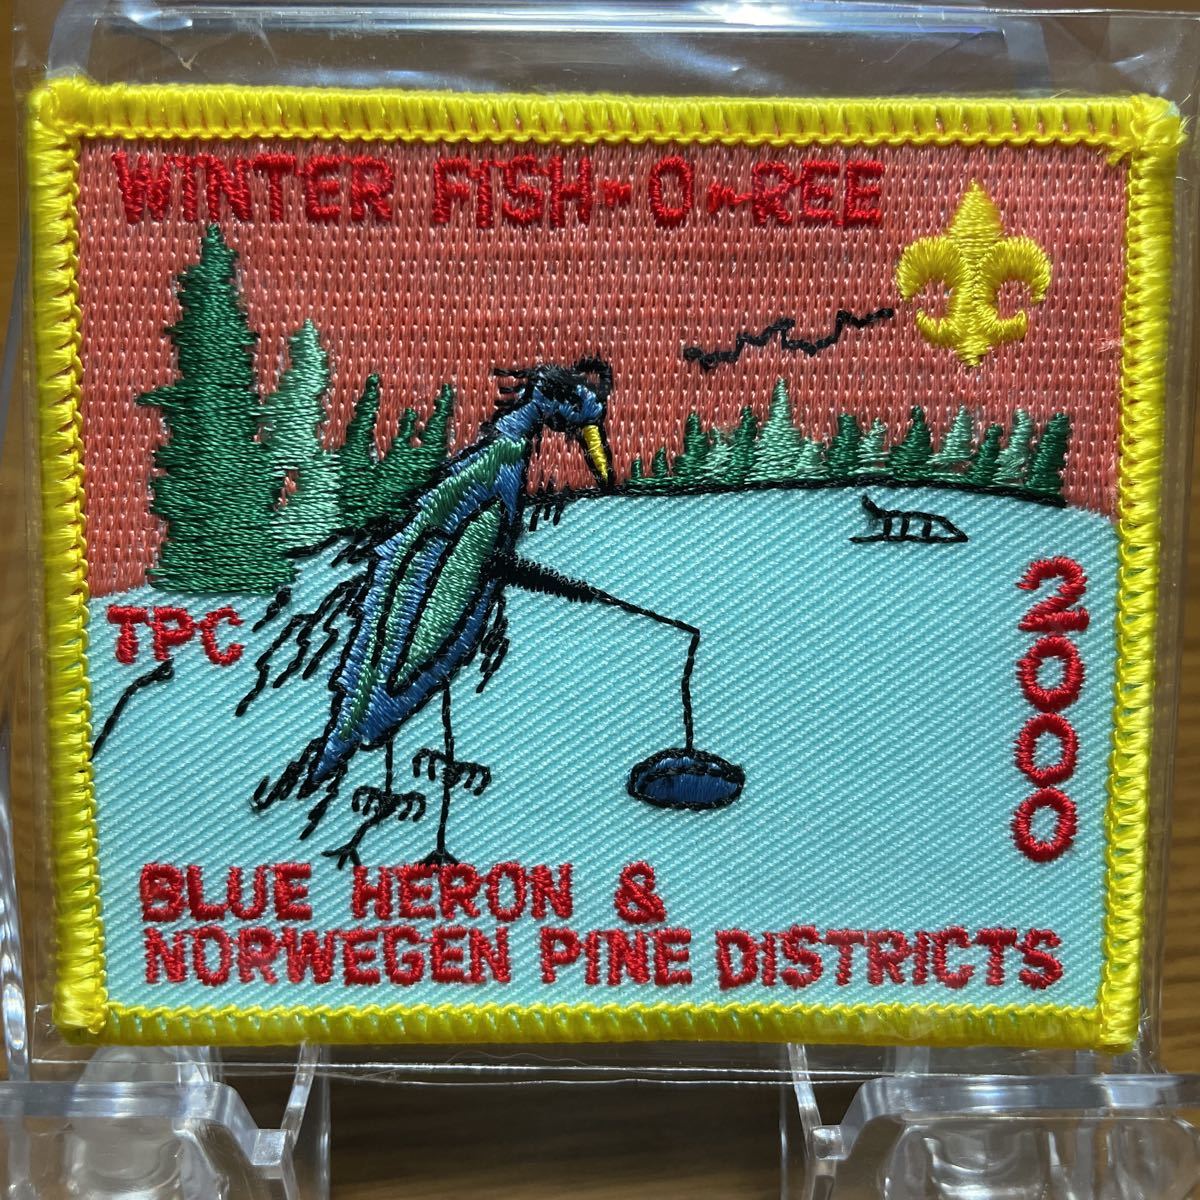 WINTER FISH-O-REE
TPC
2000
BLUE HERON &
NORWEGEN PINE DISTRICTS